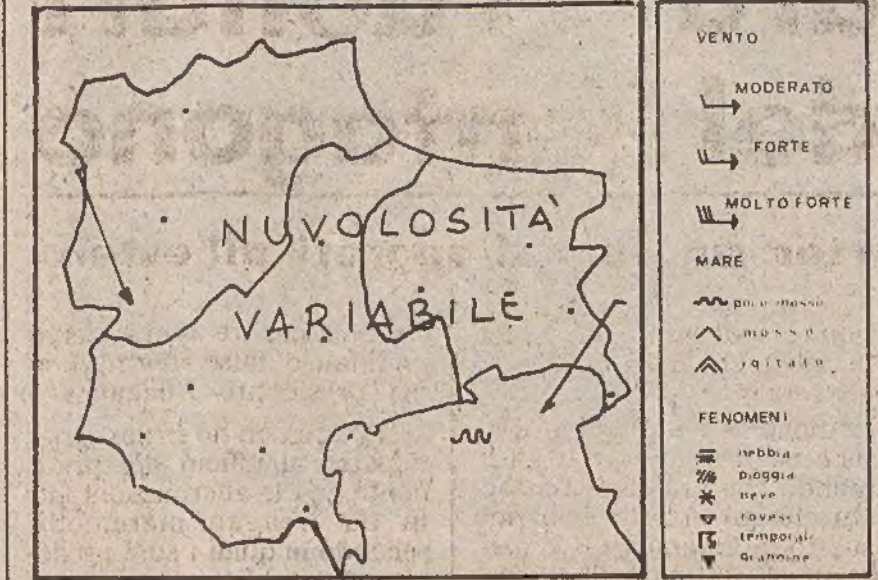 NUVOLOSITÀ
VARIABILE
VENTO
MODERATO
FORTE
MOLTO FORTE
MARE
poco mosso
mosso
agitato
FENOMENI
nebbia
pioggia
neve
rovesci
temporale
Grandine